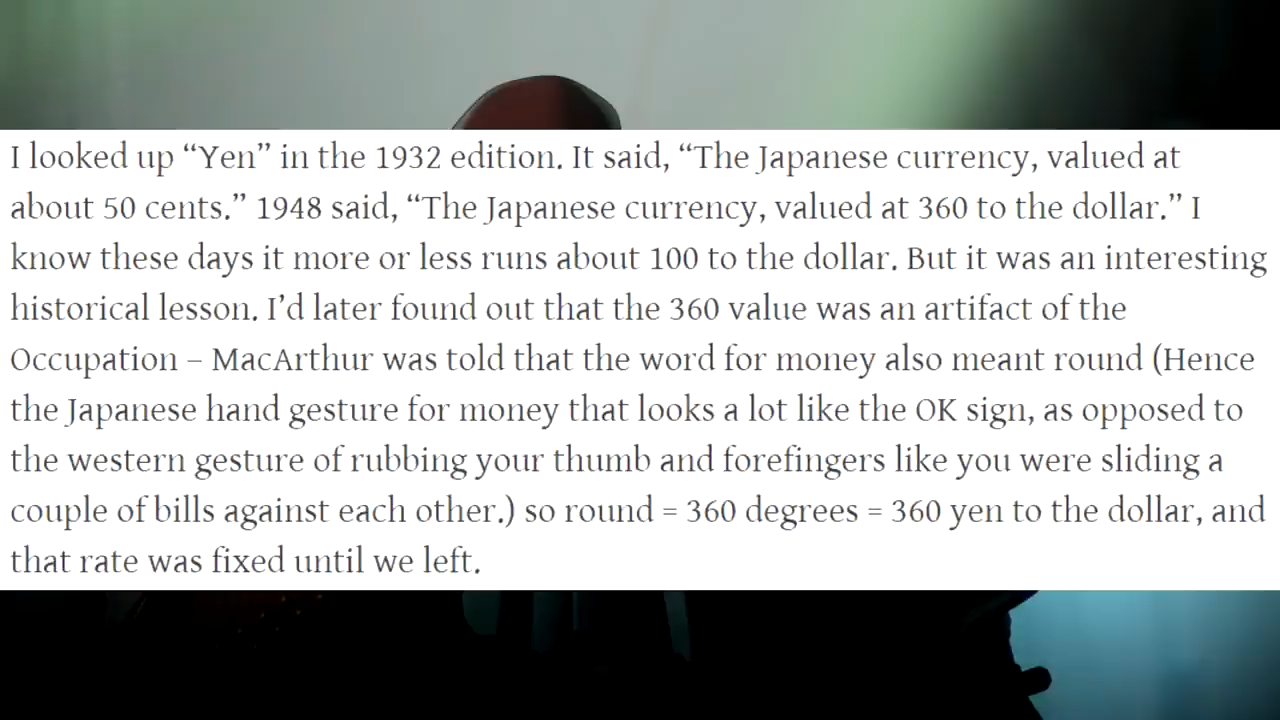 I looked up “Yen” in the 1932 edition. It said, “The Japanese currency, valued at
about 50 cents.” 1948 said, “The Japanese currency, valued at 360 to the dollar.” I
know these days it more or less runs about 100 to the dollar. But it was an interesting
historical lesson. I’d later found out that the 360 value was an artifact of the
Occupation – MacArthur was told that the word for money also meant round (Hence
the Japanese hand gesture for money that looks a lot like the OK sign, as opposed to
the western gesture of rubbing your thumb and forefingers like you were sliding a
couple of bills against each other.) so round = 360 degrees = 360 yen to the dollar, and
that rate was fixed until we left.